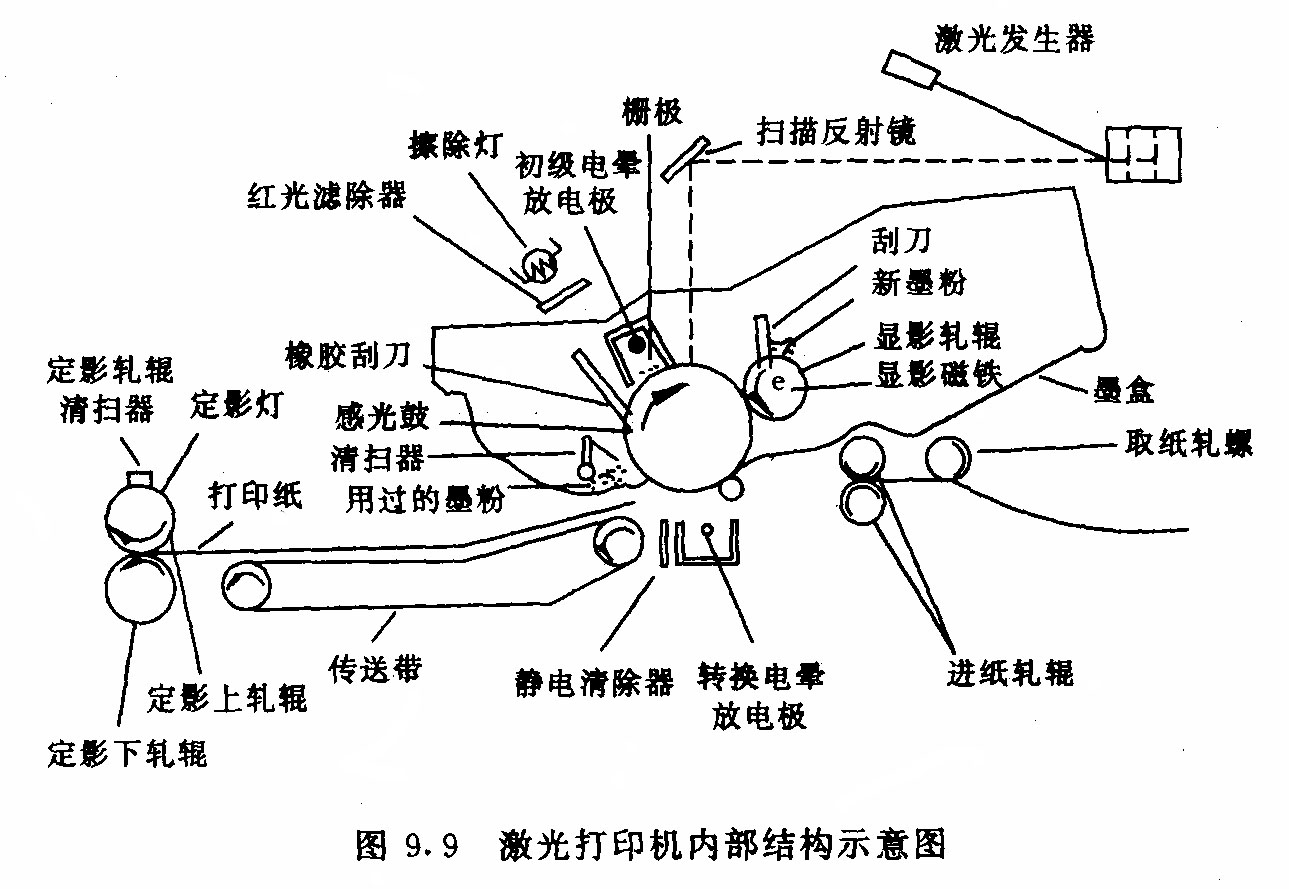 激光发生器
栅极
扫描反射镜
擦除灯
初级电晕
放电极
红光滤除器
刮刀
新墨粉
显影轧辊
显影磁铁
e
墨盒
橡胶刮刀
定影轧辊
清扫器
定影灯
感光鼓
清扫器
用过的墨粉
取纸轧螺
打印纸
传送带
静电清除器
转换电晕
放电极
进纸轧辊
定影上轧辊
定影下轧辊
图 9.9 激光打印机内部结构示意图